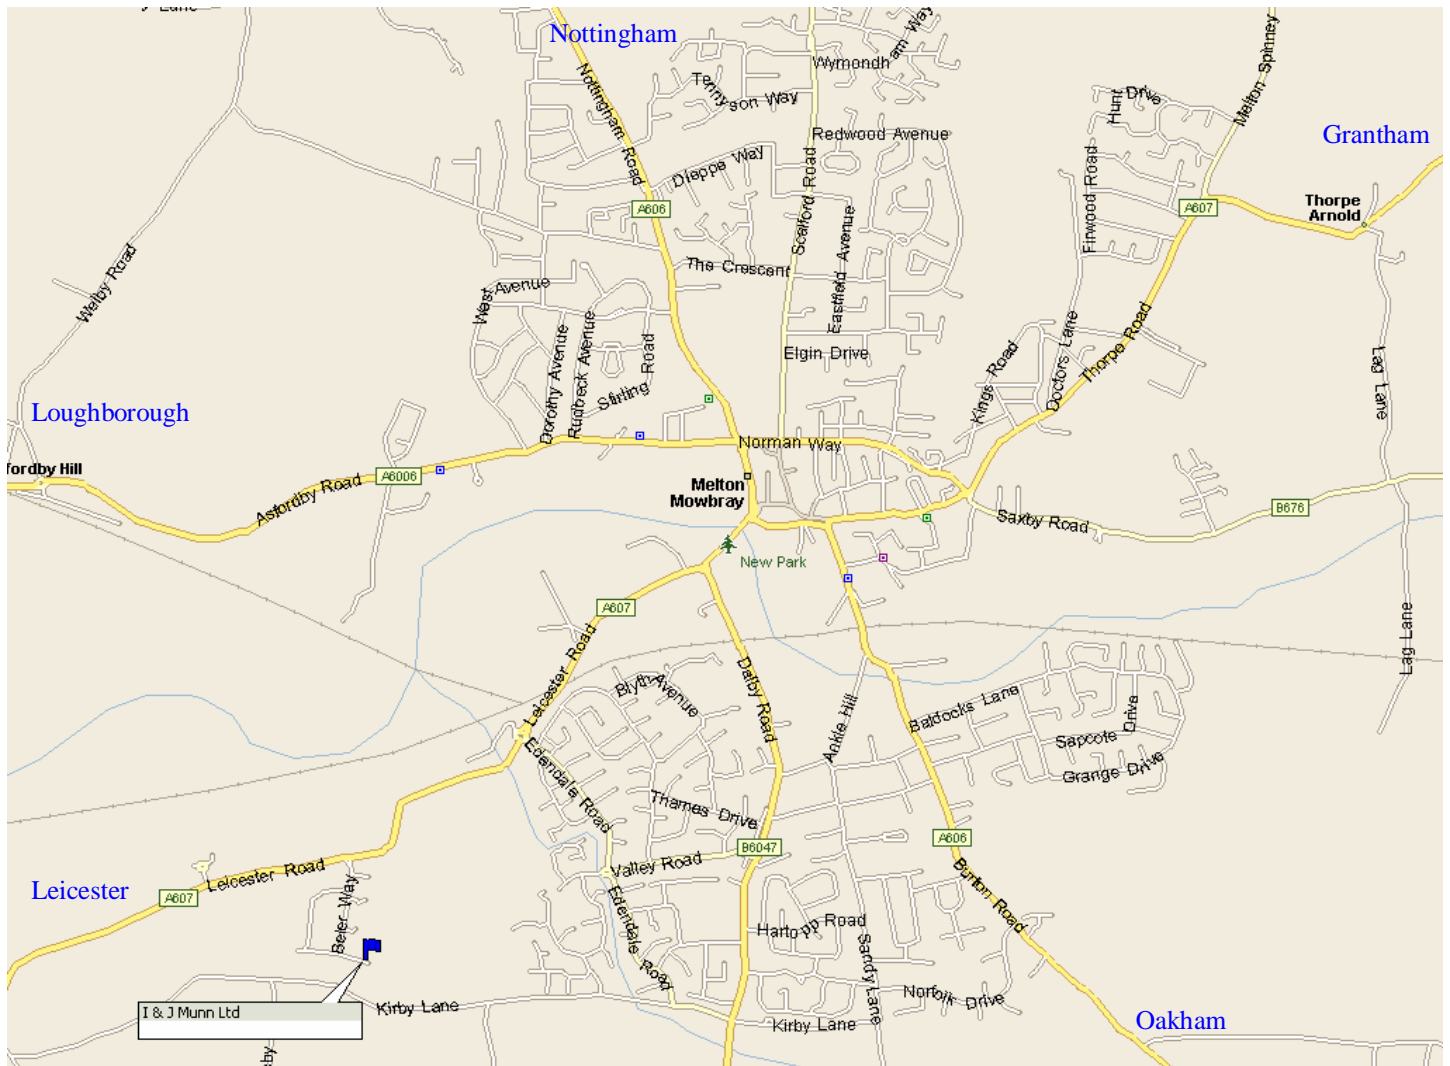 Lane
Nottingham
Wymondham Way
Tennyson Way
Nottingham Road
Hunt Drive
Melton Spinney
Redwood Avenue
Grantham
Dieppe Way
Scalford Road
Firwood Road
A606
A607
Thorpe
Arnold
Eastfield Avenue
The Crescent
Welby Road
West Avenue
Elgin Drive
Kings Road
Doctors Lane
Thorpe Road
Lag Lane
Dorothy Avenue
Rudbeck Avenue
Stirling Road
Loughborough
Norman Way
fordby Hill
A6006
Asfordby Road
Melton
Mowbray
Saxby Road
B676
New Park
A607
Leicester Road
Dalby Road
Lag Lane
Blyth Avenue
Ankle Hill
Baldocks Lane
Sapcote Drive
Grange Drive
Edendale Road
Thames Drive
A606
B6047
Valley Road
Leicester Road
Leicester
A607
Burton Road
Beler Way
Edendale Road
Hartopp Road
Sandy Lane
Norfolk Drive
I & J Munn Ltd
Kirby Lane
Kirby Lane
Oakham
sby